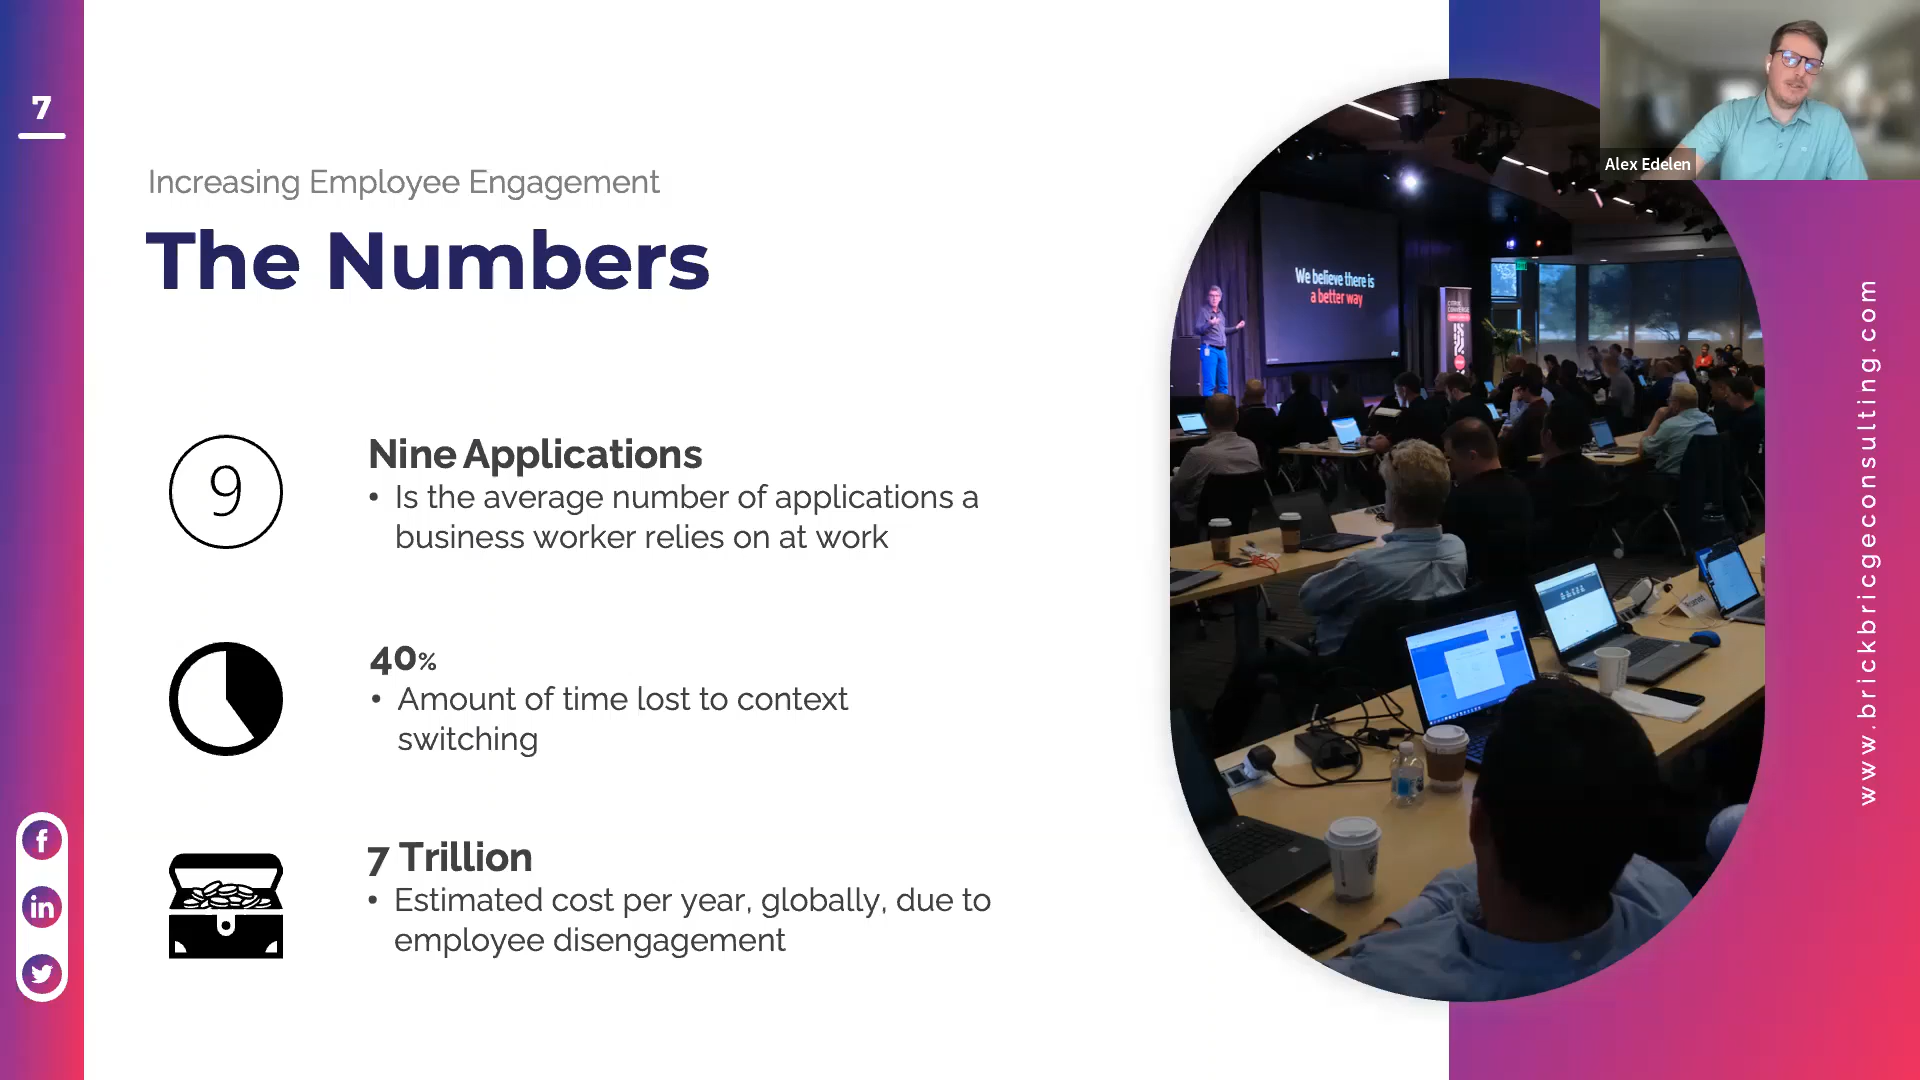 7
Increasing Employee Engagement
The Numbers
9
Nine Applications
• Is the average number of applications a
business worker relies on at work
40%
• Amount of time lost to context
switching
7 Trillion
• Estimated cost per year, globally, due to
employee disengagement
We believe there is
a better way
Alex Edelen
www.brickbricgeconsulting.com
f
in